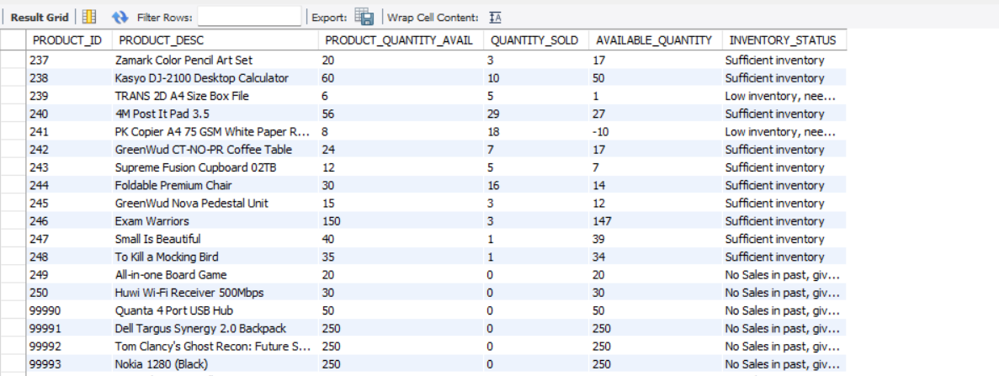 Result Grid Filter Rows: Export: Wrap Cell Content: IA
PRODUCT_ID PRODUCT_DESC PRODUCT_QUANTITY_AVAIL QUANTITY_SOLD AVAILABLE_QUANTITY INVENTORY_STATUS
237 Zamark Color Pencil Art Set 20 3 17 Sufficient inventory
238 Kasyo DJ-2100 Desktop Calculator 60 10 50 Sufficient inventory
239 TRANS 2D A4 Size Box File 6 5 1 Low inventory, nee...
240 4M Post It Pad 3.5 56 29 27 Sufficient inventory
241 PK Copier A4 75 GSM White Paper R... 8 18 -10 Low inventory, nee...
242 GreenWud CT-NO-PR Coffee Table 24 7 17 Sufficient inventory
243 Supreme Fusion Cupboard 02TB 12 5 7 Sufficient inventory
244 Foldable Premium Chair 30 16 14 Sufficient inventory
245 GreenWud Nova Pedestal Unit 15 3 12 Sufficient inventory
246 Exam Warriors 150 3 147 Sufficient inventory
247 Small Is Beautiful 40 1 39 Sufficient inventory
248 To Kill a Mocking Bird 35 1 34 Sufficient inventory
249 All-in-one Board Game 20 0 20 No Sales in past, giv...
250 Huwi Wi-Fi Receiver 500Mbps 30 0 30 No Sales in past, giv...
99990 Quanta 4 Port USB Hub 50 0 50 No Sales in past, giv...
99991 Dell Targus Synergy 2.0 Backpack 250 0 250 No Sales in past, giv...
99992 Tom Clancy's Ghost Recon: Future S... 250 0 250 No Sales in past, giv...
99993 Nokia 1280 (Black) 250 0 250 No Sales in past, giv...